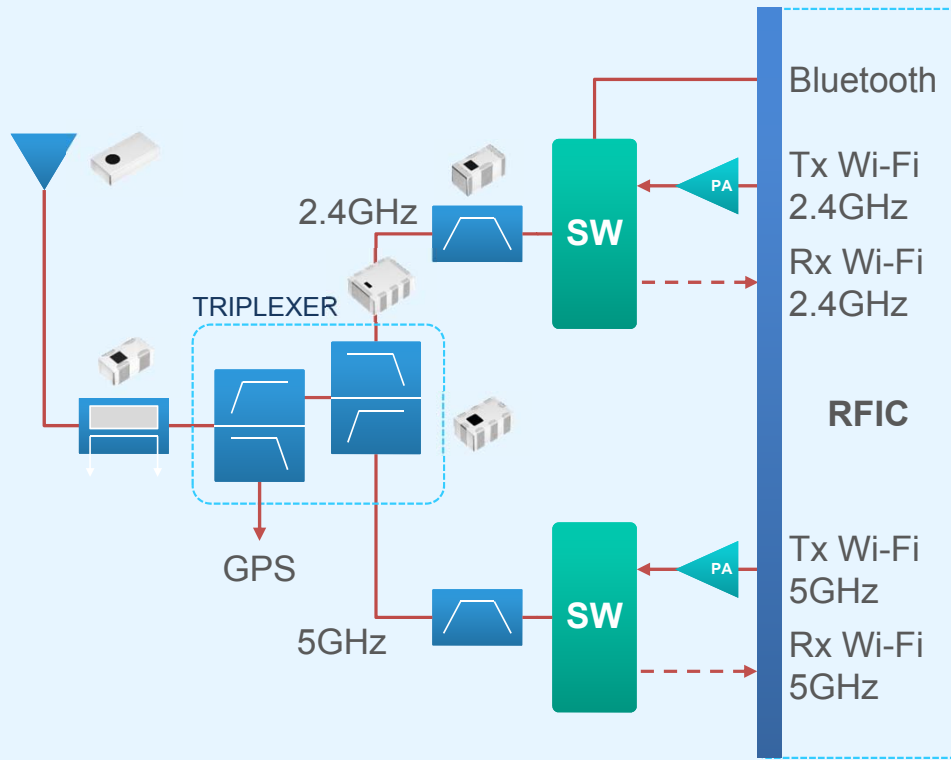 Bluetooth
Tx Wi-Fi
2.4GHz
PA
SW
2.4GHz
Rx Wi-Fi
2.4GHz
TRIPLEXER
RFIC
GPS
Tx Wi-Fi
5GHz
PA
SW
5GHz
Rx Wi-Fi
5GHz